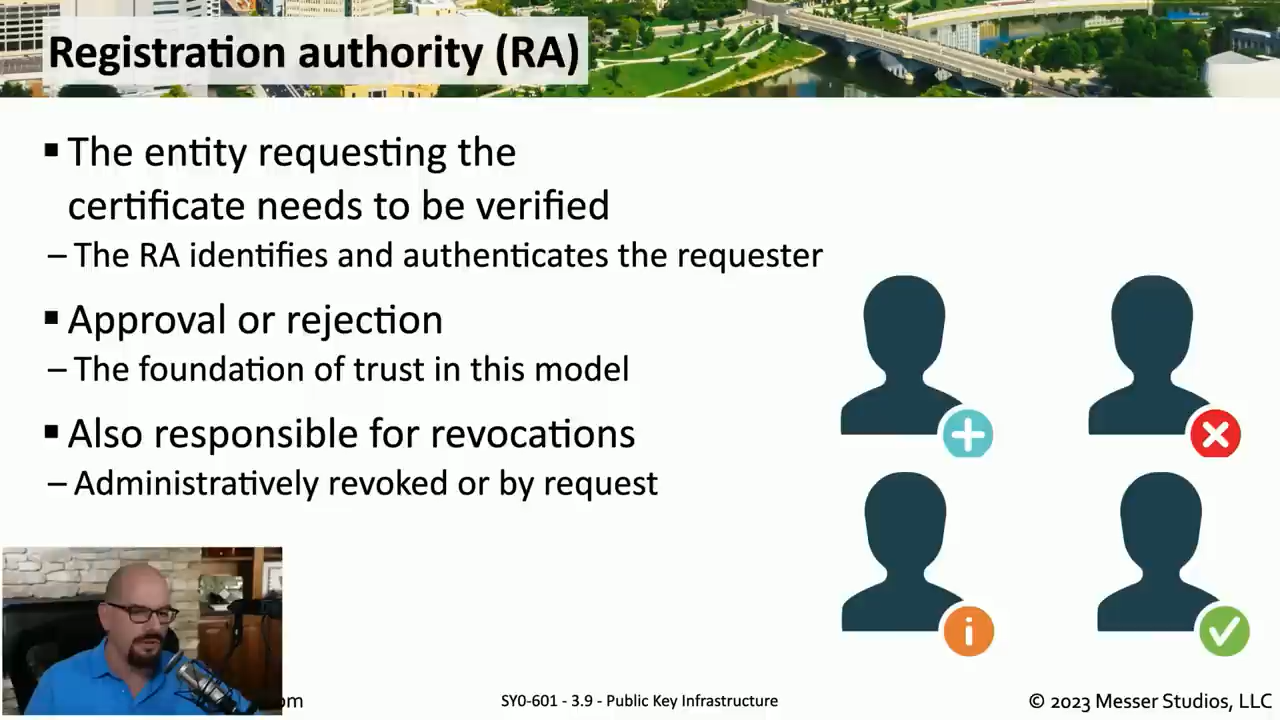 Registration authority (RA)
▪ The entity requesting the
certificate needs to be verified
– The RA identifies and authenticates the requester
▪ Approval or rejection
– The foundation of trust in this model
▪ Also responsible for revocations
– Administratively revoked or by request
om
SY0-601 - 3.9 - Public Key Infrastructure
© 2023 Messer Studios, LLC